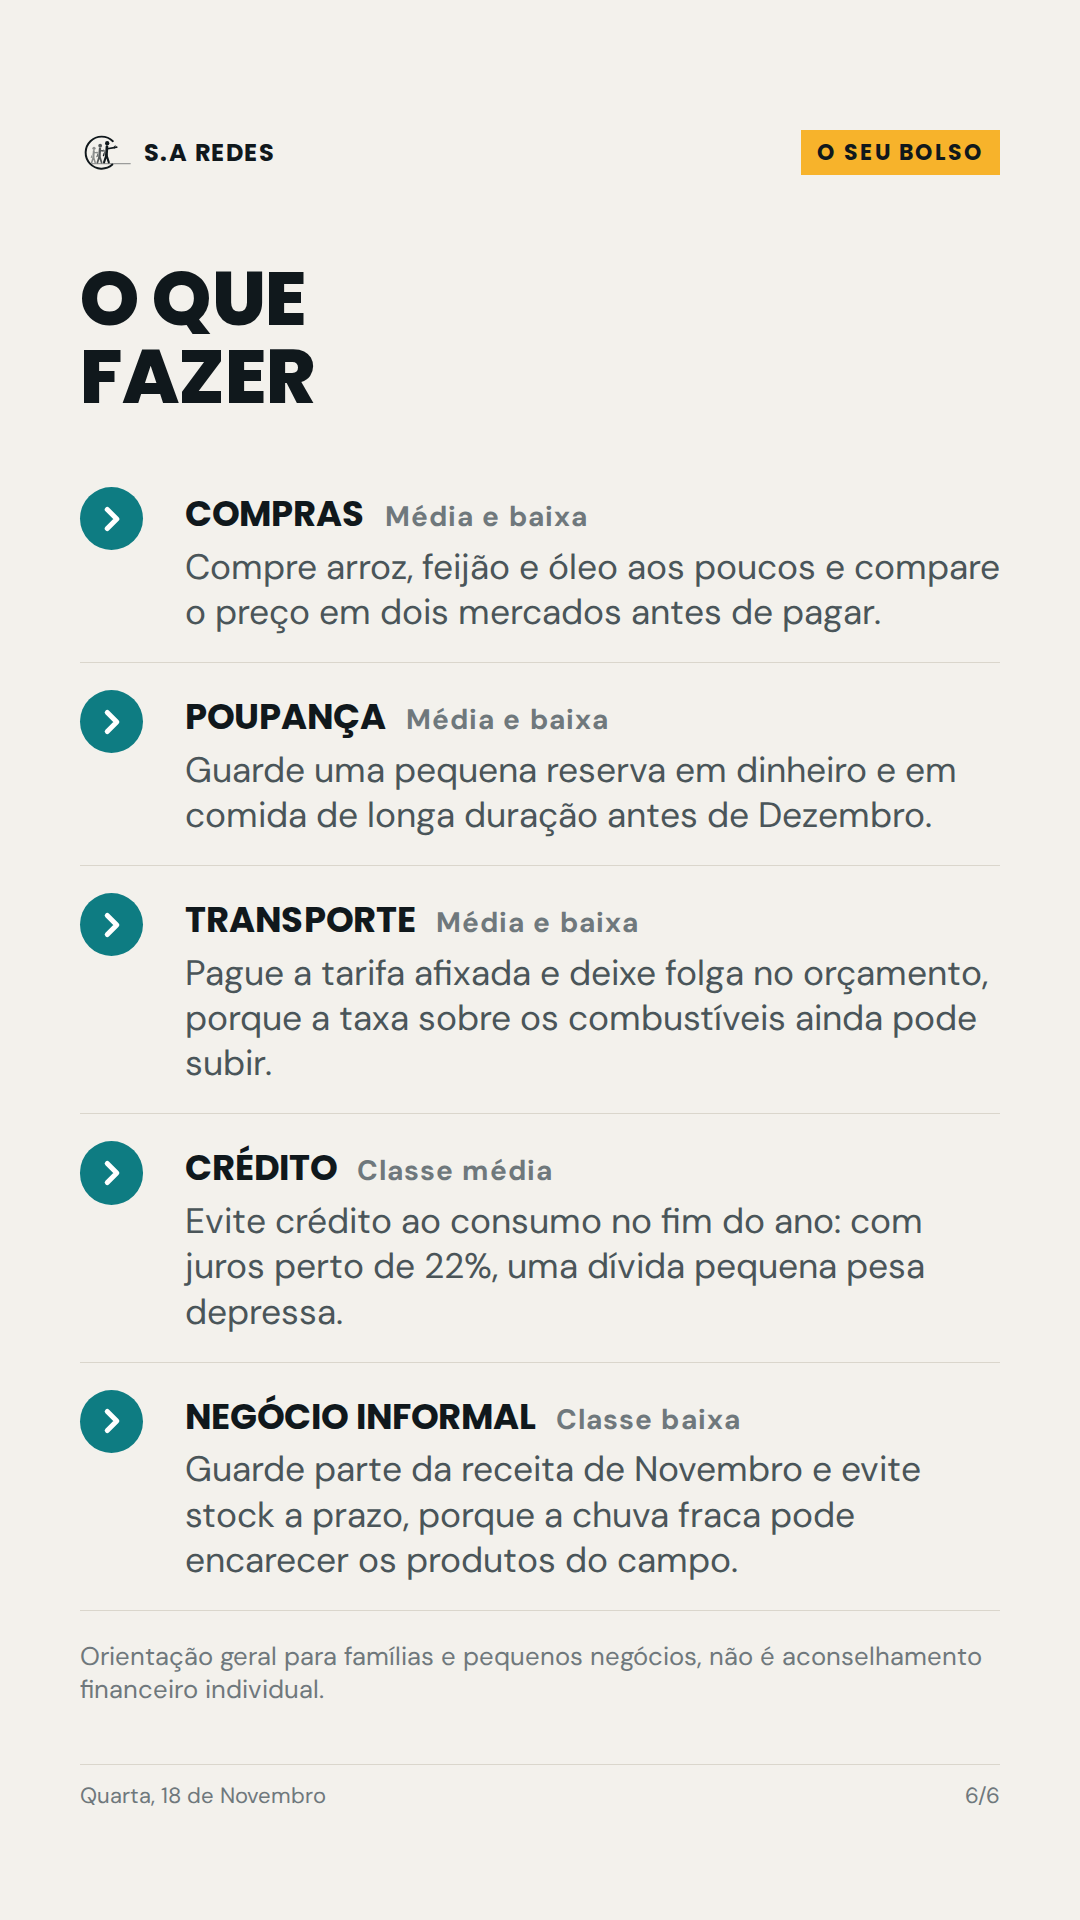 S.A REDES
O SEU BOLSO
O QUE
FAZER
COMPRAS Média e baixa
Compre arroz, feijão e óleo aos poucos e compare
o preço em dois mercados antes de pagar.
POUPANÇA Média e baixa
Guarde uma pequena reserva em dinheiro e em
comida de longa duração antes de Dezembro.
TRANSPORTE Média e baixa
Pague a tarifa afixada e deixe folga no orçamento,
porque a taxa sobre os combustíveis ainda pode
subir.
CRÉDITO Classe média
Evite crédito ao consumo no fim do ano: com
juros perto de 22%, uma dívida pequena pesa
depressa.
NEGÓCIO INFORMAL Classe baixa
Guarde parte da receita de Novembro e evite
stock a prazo, porque a chuva fraca pode
encarecer os produtos do campo.
Orientação geral para famílias e pequenos negócios, não é aconselhamento
financeiro individual.
Quarta, 18 de Novembro
6/6